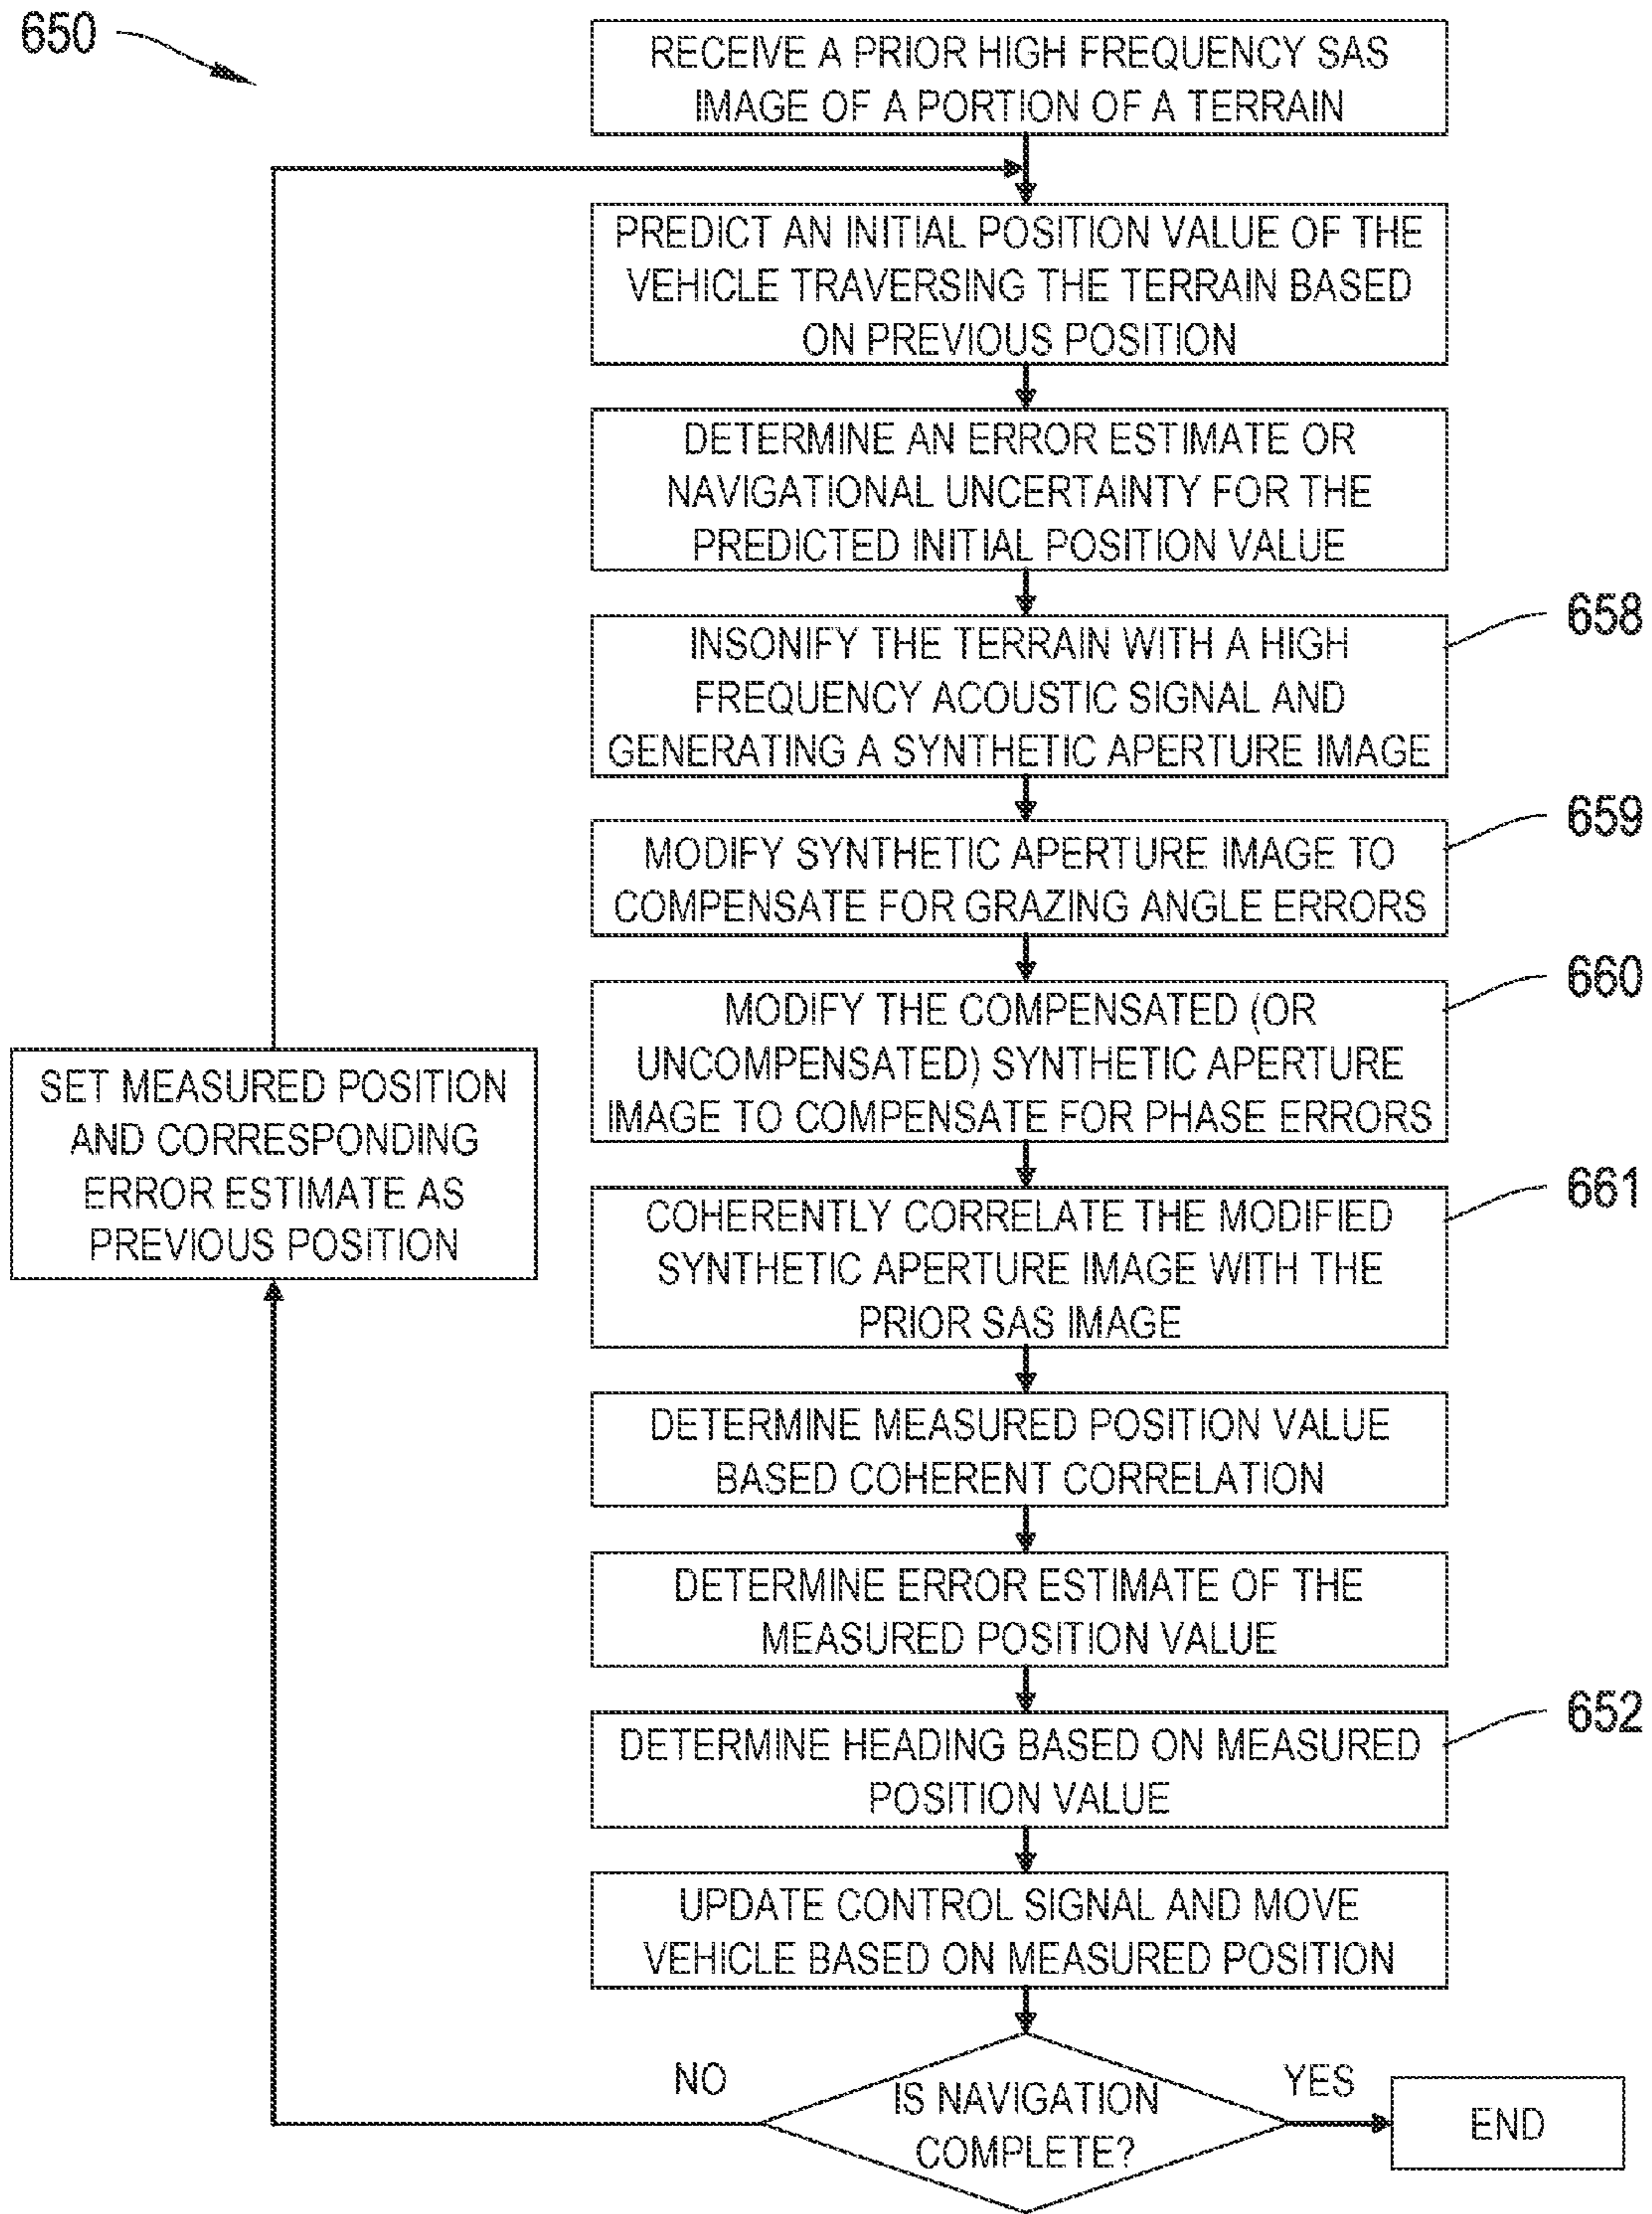 650
RECEIVE A PRIOR HIGH FREQUENCY SAS
IMAGE OF A PORTION OF A TERRAIN
PREDICT AN INITIAL POSITION VALUE OF THE
VEHICLE TRAVERSING THE TERRAIN BASED
ON PREVIOUS POSITION
DETERMINE AN ERROR ESTIMATE OR
NAVIGATIONAL UNCERTAINTY FOR THE
PREDICTED INITIAL POSITION VALUE
658
INSONIFY THE TERRAIN WITH A HIGH
FREQUENCY ACOUSTIC SIGNAL AND
GENERATING A SYNTHETIC APERTURE IMAGE
659
MODIFY SYNTHETIC APERTURE IMAGE TO
COMPENSATE FOR GRAZING ANGLE ERRORS
660
MODIFY THE COMPENSATED (OR
UNCOMPENSATED) SYNTHETIC APERTURE
IMAGE TO COMPENSATE FOR PHASE ERRORS
661
COHERENTLY CORRELATE THE MODIFIED
SYNTHETIC APERTURE IMAGE WITH THE
PRIOR SAS IMAGE
DETERMINE MEASURED POSITION VALUE
BASED COHERENT CORRELATION
DETERMINE ERROR ESTIMATE OF THE
MEASURED POSITION VALUE
652
DETERMINE HEADING BASED ON MEASURED
POSITION VALUE
UPDATE CONTROL SIGNAL AND MOVE
VEHICLE BASED ON MEASURED POSITION
IS NAVIGATION
COMPLETE?
YES
END
NO
SET MEASURED POSITION
AND CORRESPONDING
ERROR ESTIMATE AS
PREVIOUS POSITION